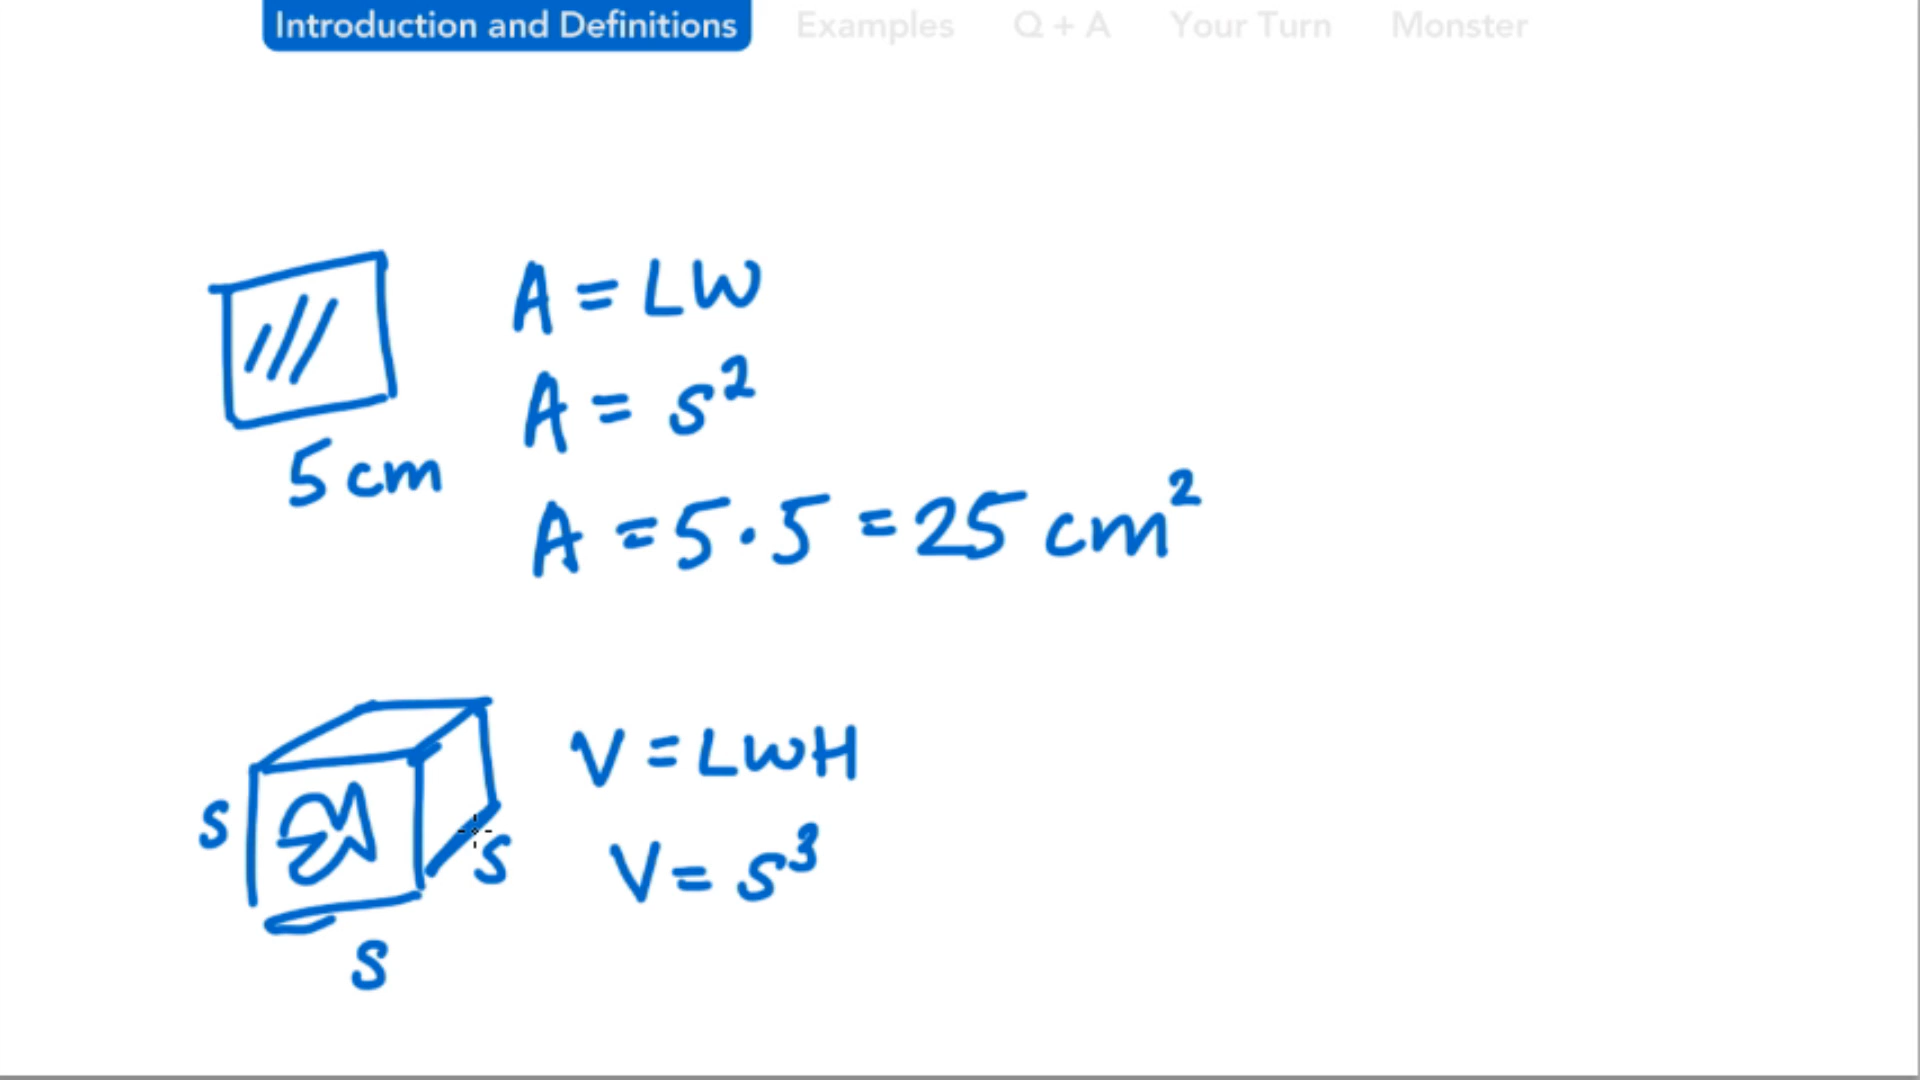 Introduction and Definitions Examples Q + A Your Turn Monster
A = LW
A = s²
5 cm
A = 5 · 5 = 25 cm²
V = LWH
s
s
V = s³
s